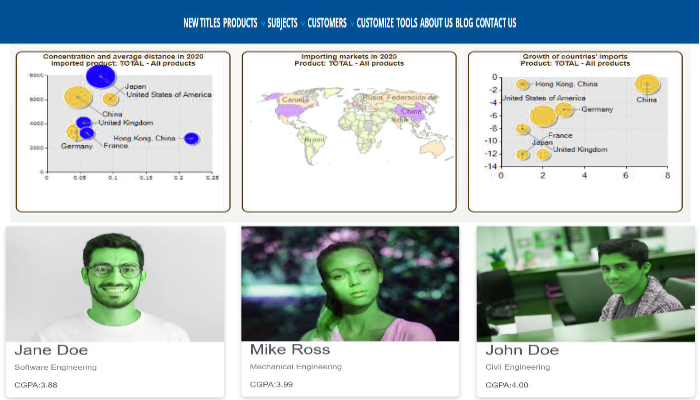 NEW TITLES PRODUCTS SUBJECTS CUSTOMERS CUSTOMIZE TOOLS ABOUT US BLOG CONTACT US
Concentration and average distance in 2020
Imported product: TOTAL - All products
8000
6000
4000
2000
0
0
0.05
0.1
0.15
0.2
0.25
Japan
United States of America
China
United Kingdom
Hong Kong, China
Germany
France
Importing markets in 2020
Product: TOTAL - All products
Canada
Rusia, Federación de
China
India
Brasil
Growth of countries' imports
Product: TOTAL - All products
0
-2
-4
-6
-8
-10
-12
-14
0
2
4
6
8
Hong Kong, China
China
United States of America
Germany
France
Japan
United Kingdom
Jane Doe
Software Engineering
CGPA:3.88
Mike Ross
Mechanical Engineering
CGPA:3.99
John Doe
Civil Engineering
CGPA:4.00